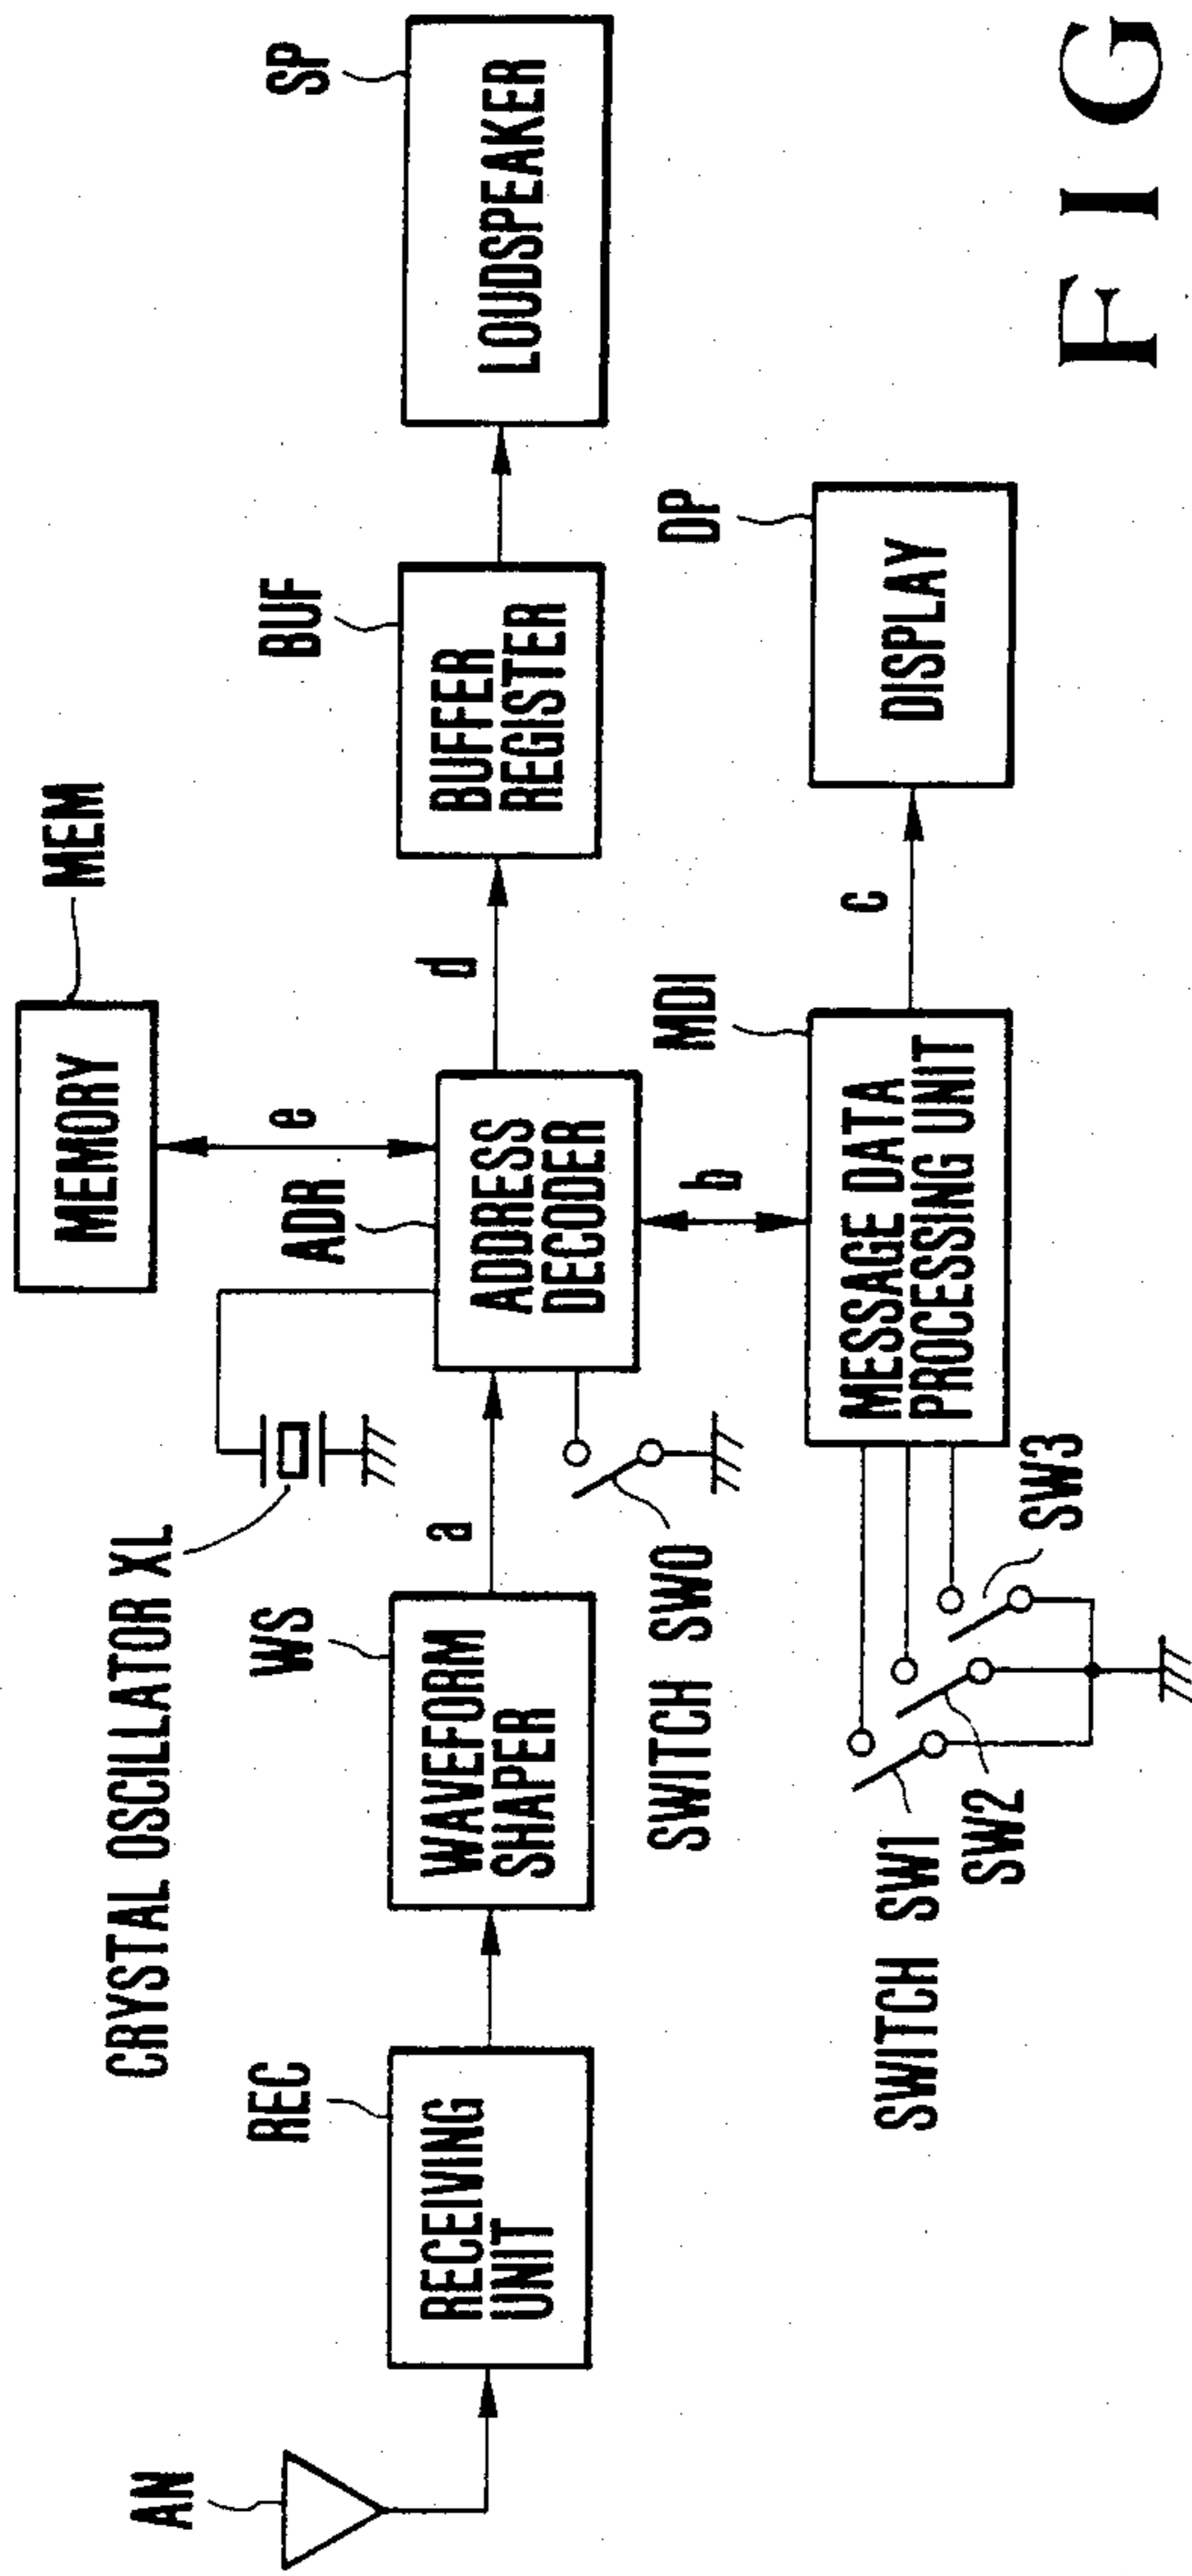 AN
REC
RECEIVING
UNIT
CRYSTAL OSCILLATOR XL
WS
WAVEFORM
SHAPER
a
SWITCH SW0
MEM
MEMORY
e
ADR
ADDRESS
DECODER
b
d
BUF
BUFFER
REGISTER
SP
LOUDSPEAKER
SWITCH SW1
SW2
SW3
MDI
MESSAGE DATA
PROCESSING UNIT
c
DP
DISPLAY
FIG